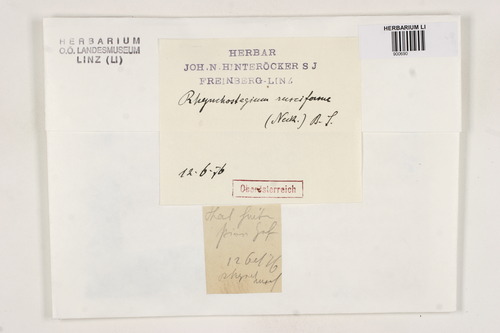 HERBARIUM
O.Ö. LANDESMUSEUM
LINZ (LI)
HERBARIUM LI
HERBAR
JOH. N. HINTERÖCKER S J
FREINBERG-LINZ
Rhynchostegium rusciforme
(Neck.) B. S.
12-6-76
Oberösterreich